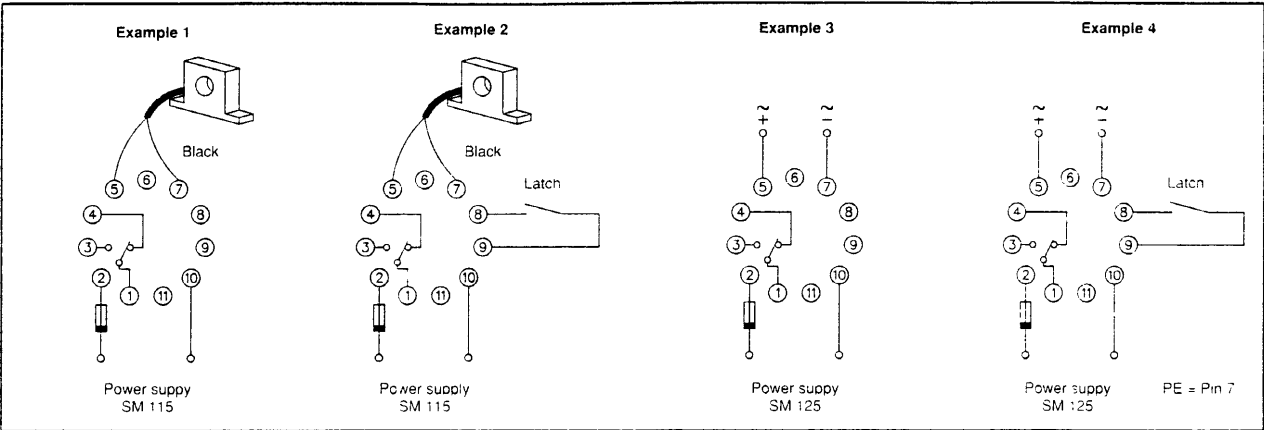 Example 1
Black
5 6 7
4 8
3 9
2 10
1 11
Power suppy
SM 115
Example 2
Black
Latch
5 6 7
4 8
3 9
2 10
1 11
Power supply
SM 115
Example 3
~ ~
+ −
5 6 7
4 8
3 9
2 10
1 11
Power suppy
SM 125
Example 4
~ ~
+ −
Latch
5 6 7
4 8
3 9
2 10
1 11
Power suppy
SM 125
PE = Pin 7